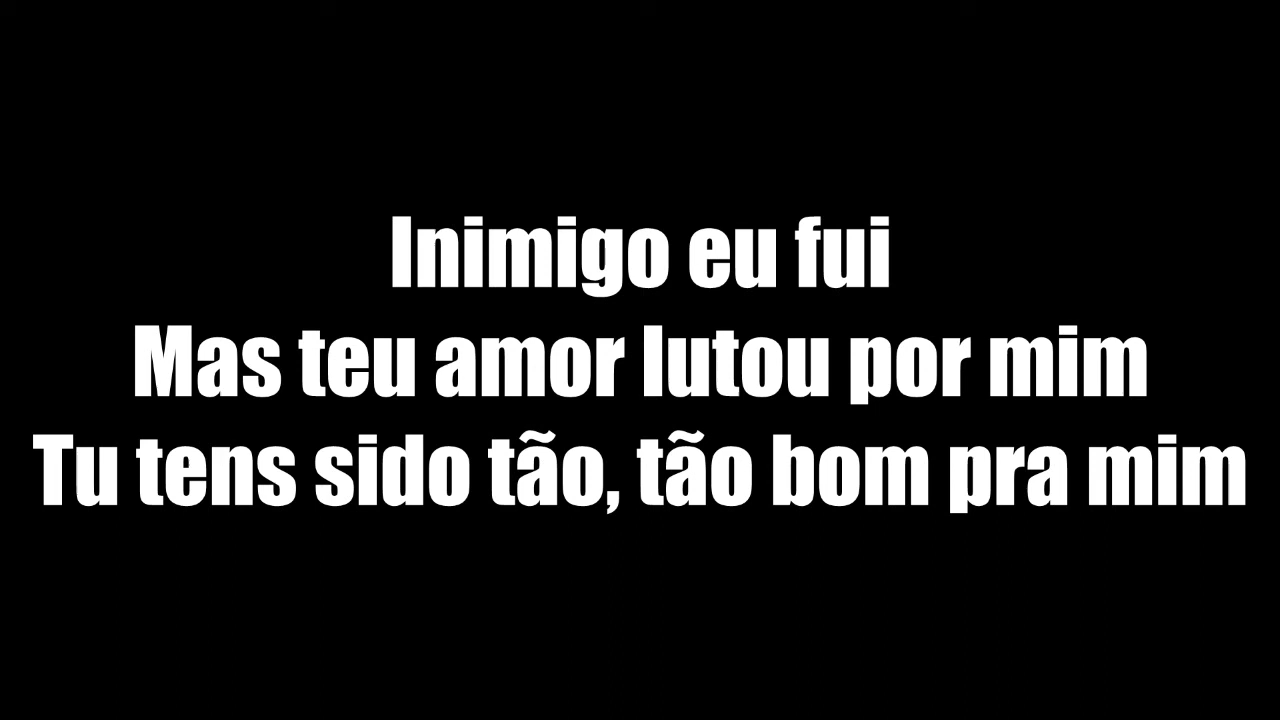 Inimigo eu fui
Mas teu amor lutou por mim
Tu tens sido tão, tão bom pra mim